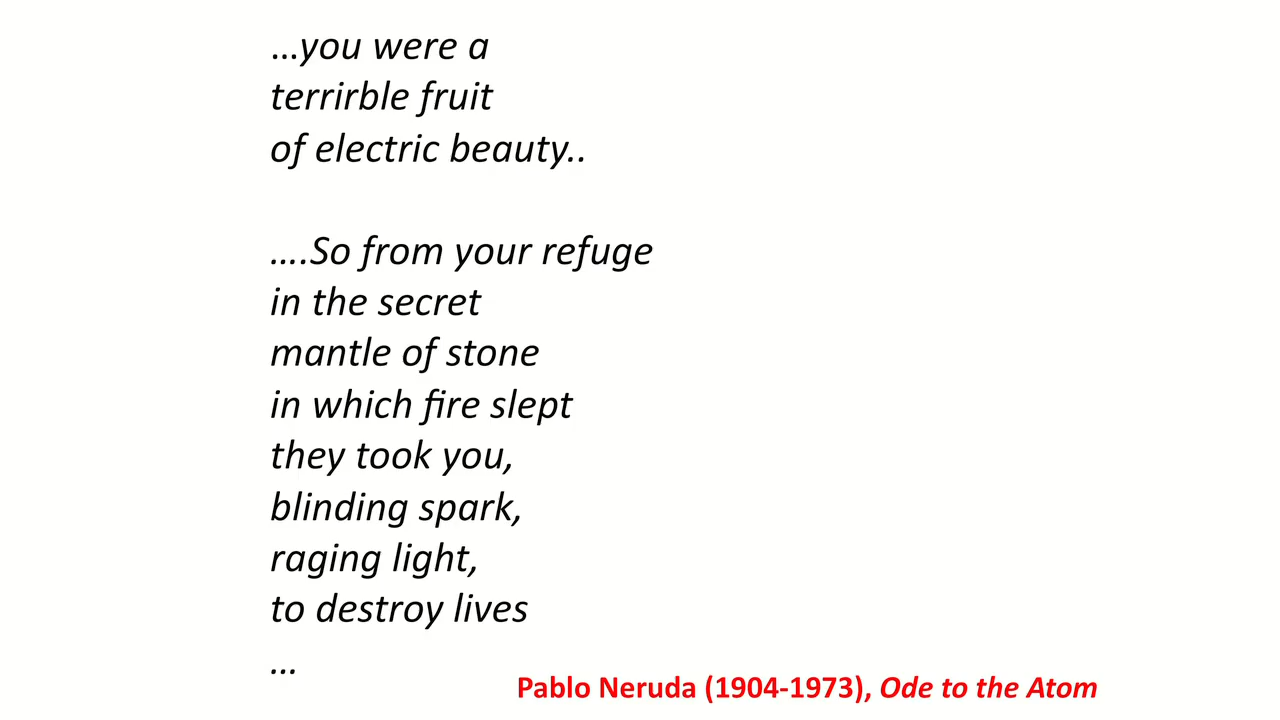 …you were a
terrirble fruit
of electric beauty..
….So from your refuge
in the secret
mantle of stone
in which fire slept
they took you,
blinding spark,
raging light,
to destroy lives
…
Pablo Neruda (1904-1973), Ode to the Atom